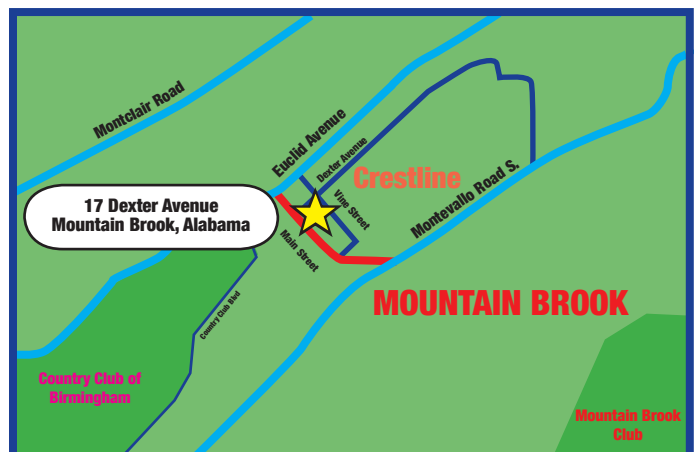 Montclair Road
Euclid Avenue
Dexter Avenue
Crestline
Vine Street
Montevallo Road S.
17 Dexter Avenue
Mountain Brook, Alabama
Main Street
Country Club Blvd
MOUNTAIN BROOK
Country Club of
Birmingham
Mountain Brook
Club